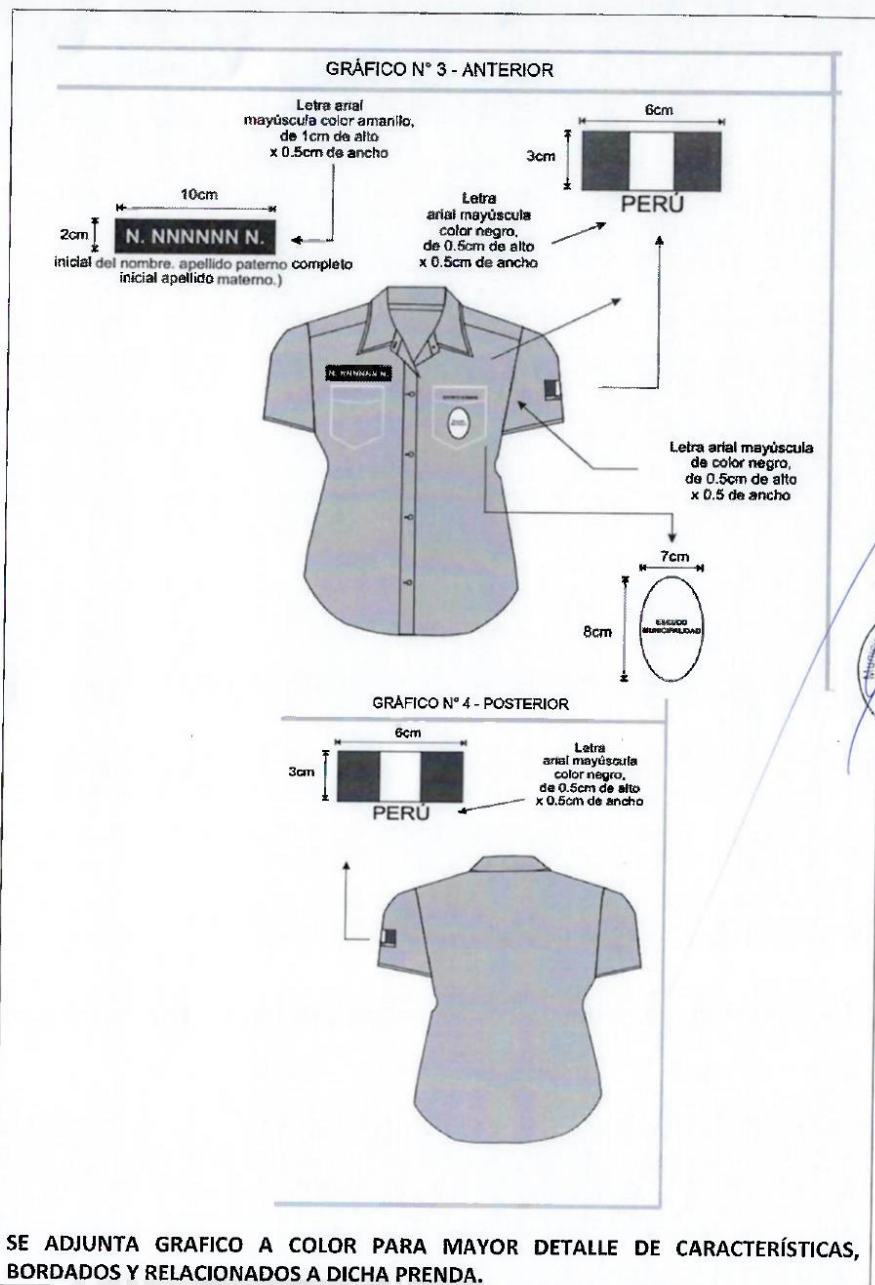 GRÁFICO N° 3 - ANTERIOR
Letra arial
mayúscula color amarillo,
de 1cm de alto
x 0.5cm de ancho
6cm
3cm
PERÚ
Letra
arial mayúscula
color negro,
de 0.5cm de alto
x 0.5cm de ancho
10cm
2cm
N. NNNNNN N.
inicial del nombre. apellido paterno completo
inicial apellido materno.)
N. NNNNNN N.
Letra arial mayúscula
de color negro,
de 0.5cm de alto
x 0.5 de ancho
7cm
8cm
ESCUDO
MUNICIPALIDAD
GRÁFICO N° 4 - POSTERIOR
6cm
3cm
PERÚ
Letra
arial mayúscula
color negro,
de 0.5cm de alto
x 0.5cm de ancho
SE ADJUNTA GRAFICO A COLOR PARA MAYOR DETALLE DE CARACTERÍSTICAS,
BORDADOS Y RELACIONADOS A DICHA PRENDA.